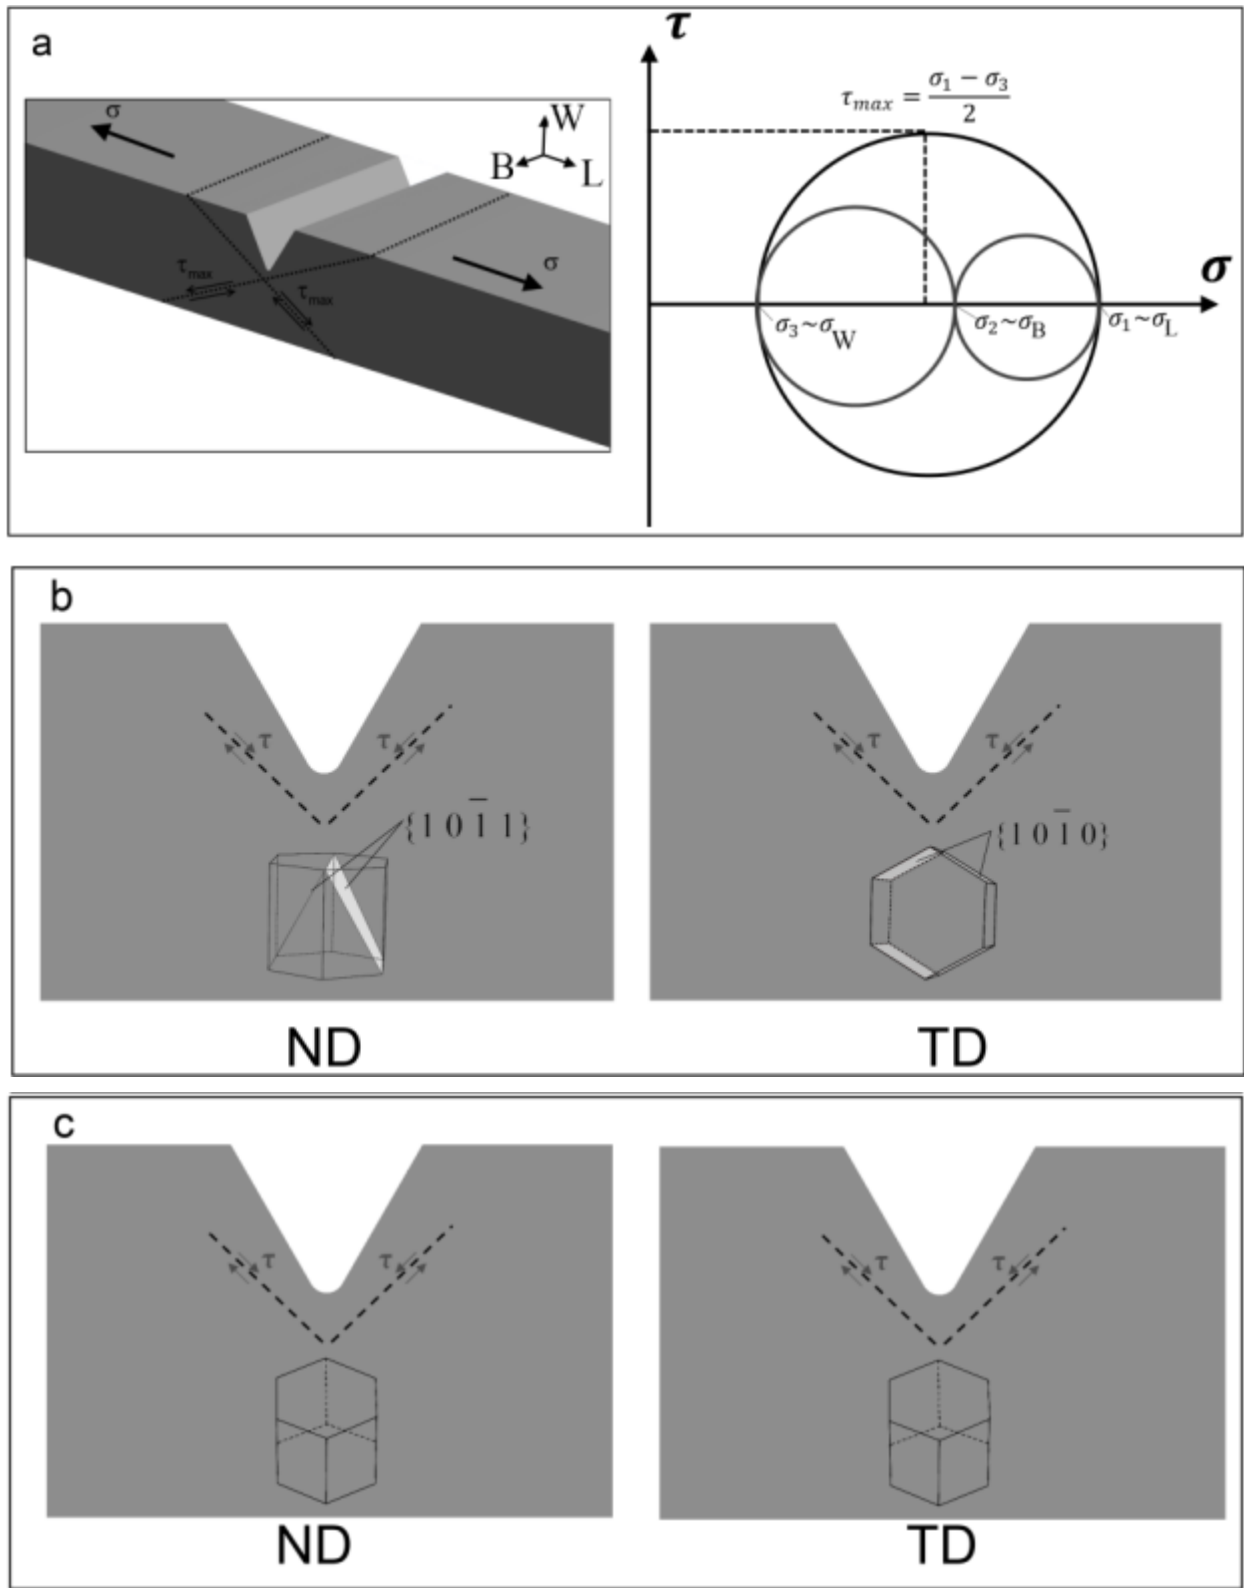 a
τ
σ
W
B
L
τmax
τmax
σ
τmax = σ1 − σ3
2
σ
σ3~σW
σ2~σB
σ1~σL
b
τ
τ
τ
τ
{1 0 1̄ 1}
{1 0 1̄ 0}
ND
TD
c
τ
τ
τ
τ
ND
TD